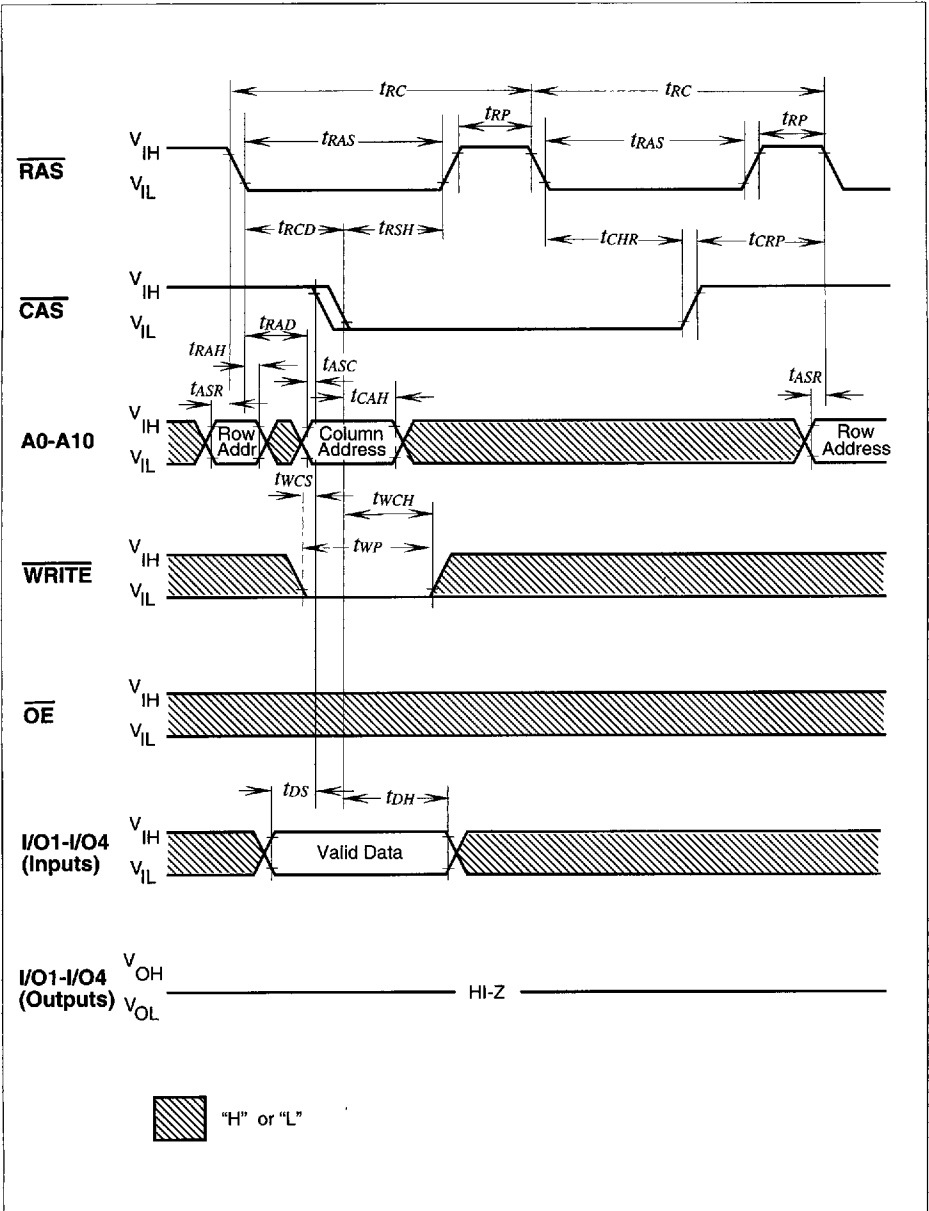 tRC tRC
tRP tRP
tRAS tRAS
RAS VIH
VIL
tRCD tRSH tCHR tCRP
CAS VIH
VIL
tRAD
tRAH tASC
tASR tCAH tASR
A0-A10 VIH
VIL
Row Addr
Column Address
Row Address
tWCS tWCH
tWP
WRITE VIH
VIL
OE VIH
VIL
tDS tDH
I/O1-I/O4 (Inputs) VIH
VIL
Valid Data
I/O1-I/O4 (Outputs) VOH
VOL
HI-Z
"H" or "L"